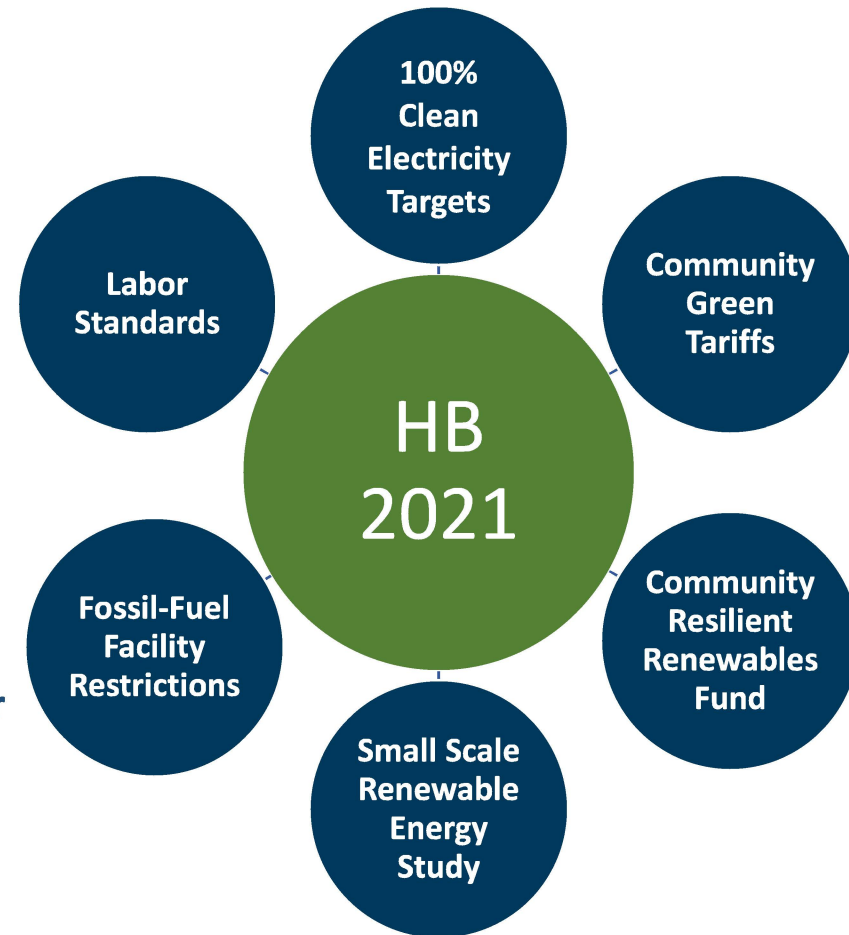 100%
Clean
Electricity
Targets
Community
Green
Tariffs
Community
Resilient
Renewables
Fund
Small Scale
Renewable
Energy
Study
Fossil-Fuel
Facility
Restrictions
Labor
Standards
HB
2021